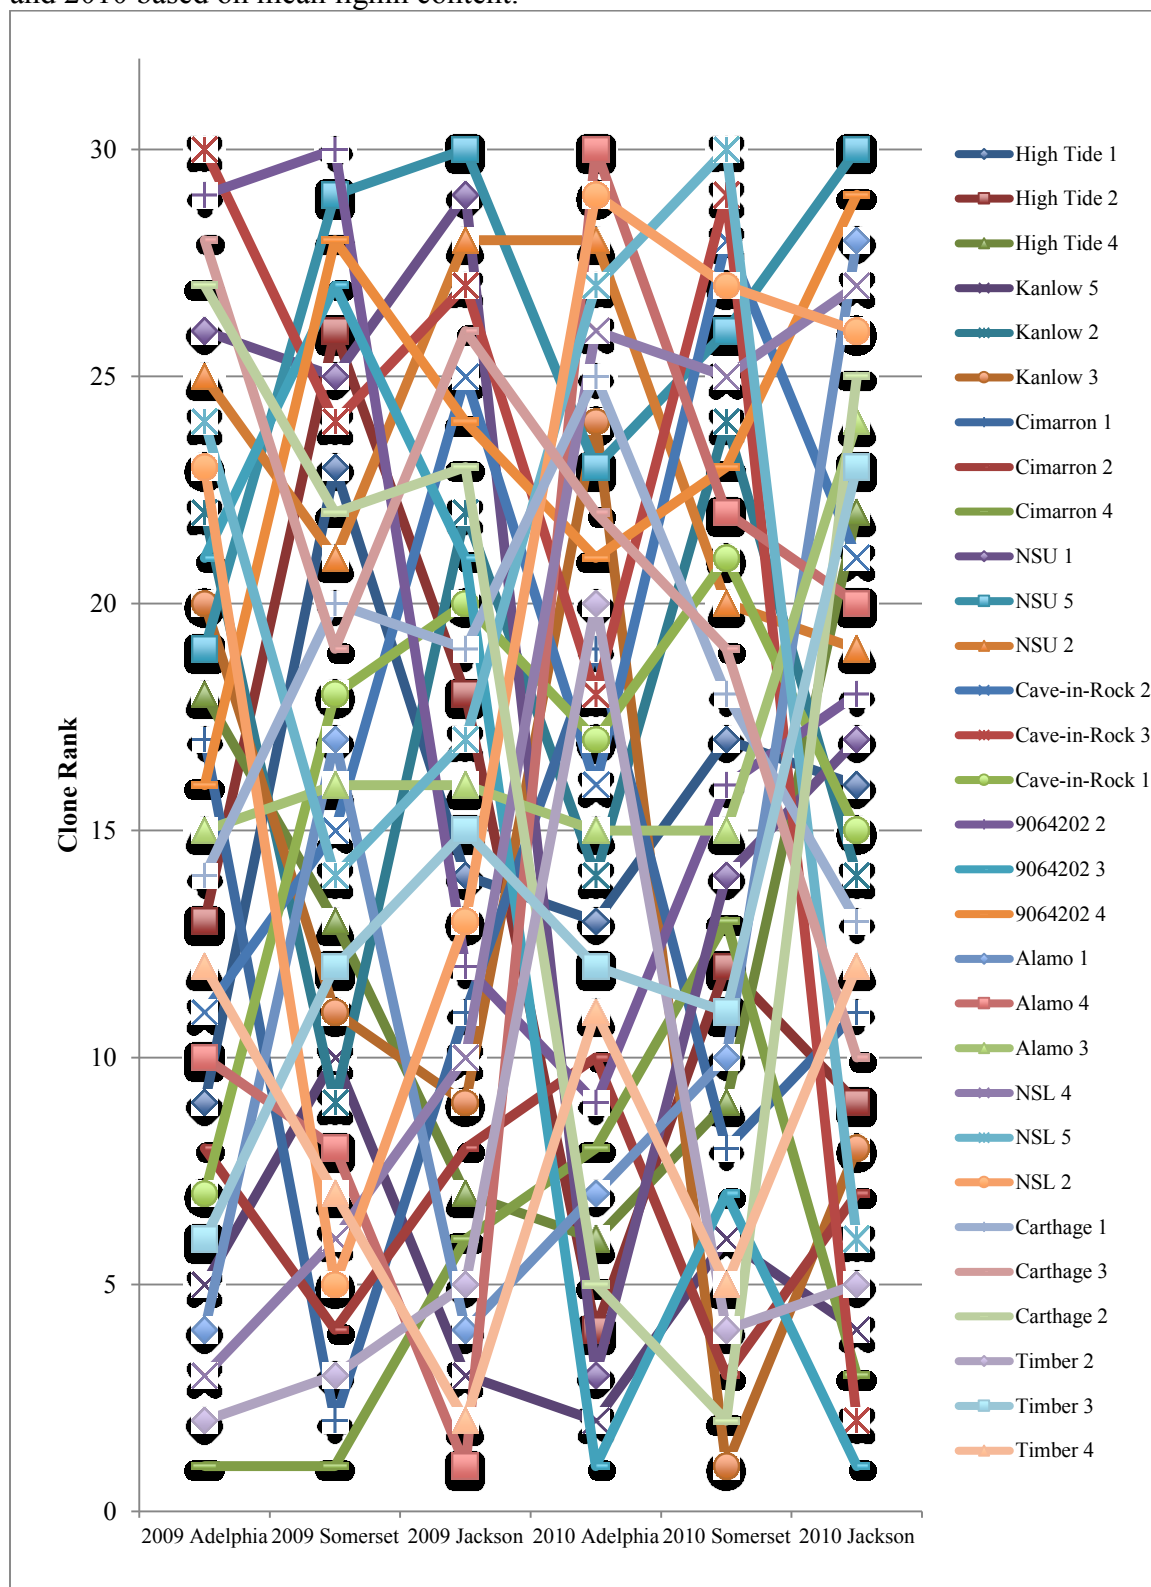 and 2010 based on mean lignin content.
30
25
20
15
10
5
0
Clone Rank
2009 Adelphia 2009 Somerset 2009 Jackson 2010 Adelphia 2010 Somerset 2010 Jackson
High Tide 1
High Tide 2
High Tide 4
Kanlow 5
Kanlow 2
Kanlow 3
Cimarron 1
Cimarron 2
Cimarron 4
NSU 1
NSU 5
NSU 2
Cave-in-Rock 2
Cave-in-Rock 3
Cave-in-Rock 1
9064202 2
9064202 3
9064202 4
Alamo 1
Alamo 4
Alamo 3
NSL 4
NSL 5
NSL 2
Carthage 1
Carthage 3
Carthage 2
Timber 2
Timber 3
Timber 4